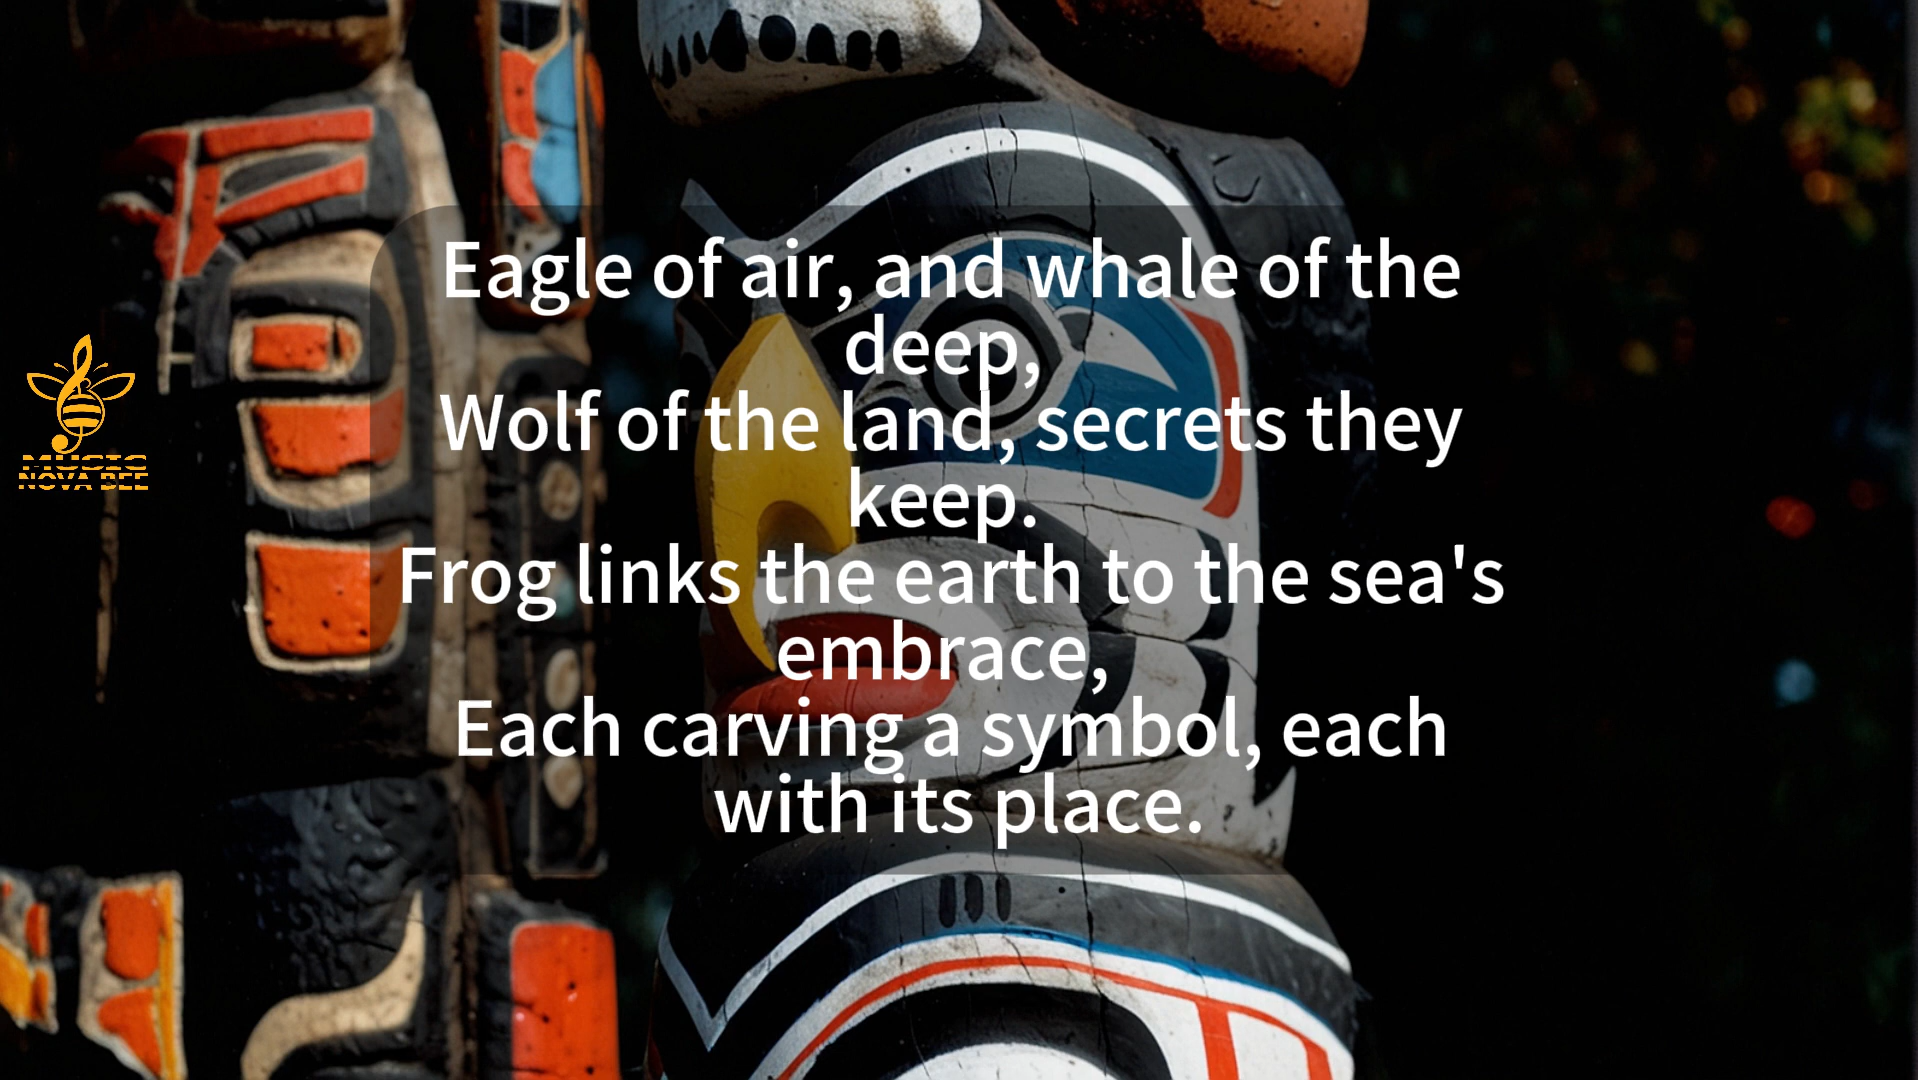 Eagle of air, and whale of the
deep,
Wolf of the land, secrets they
keep.
Frog links the earth to the sea's
embrace,
Each carving a symbol, each
with its place.
MUSIC
NOVA BEE